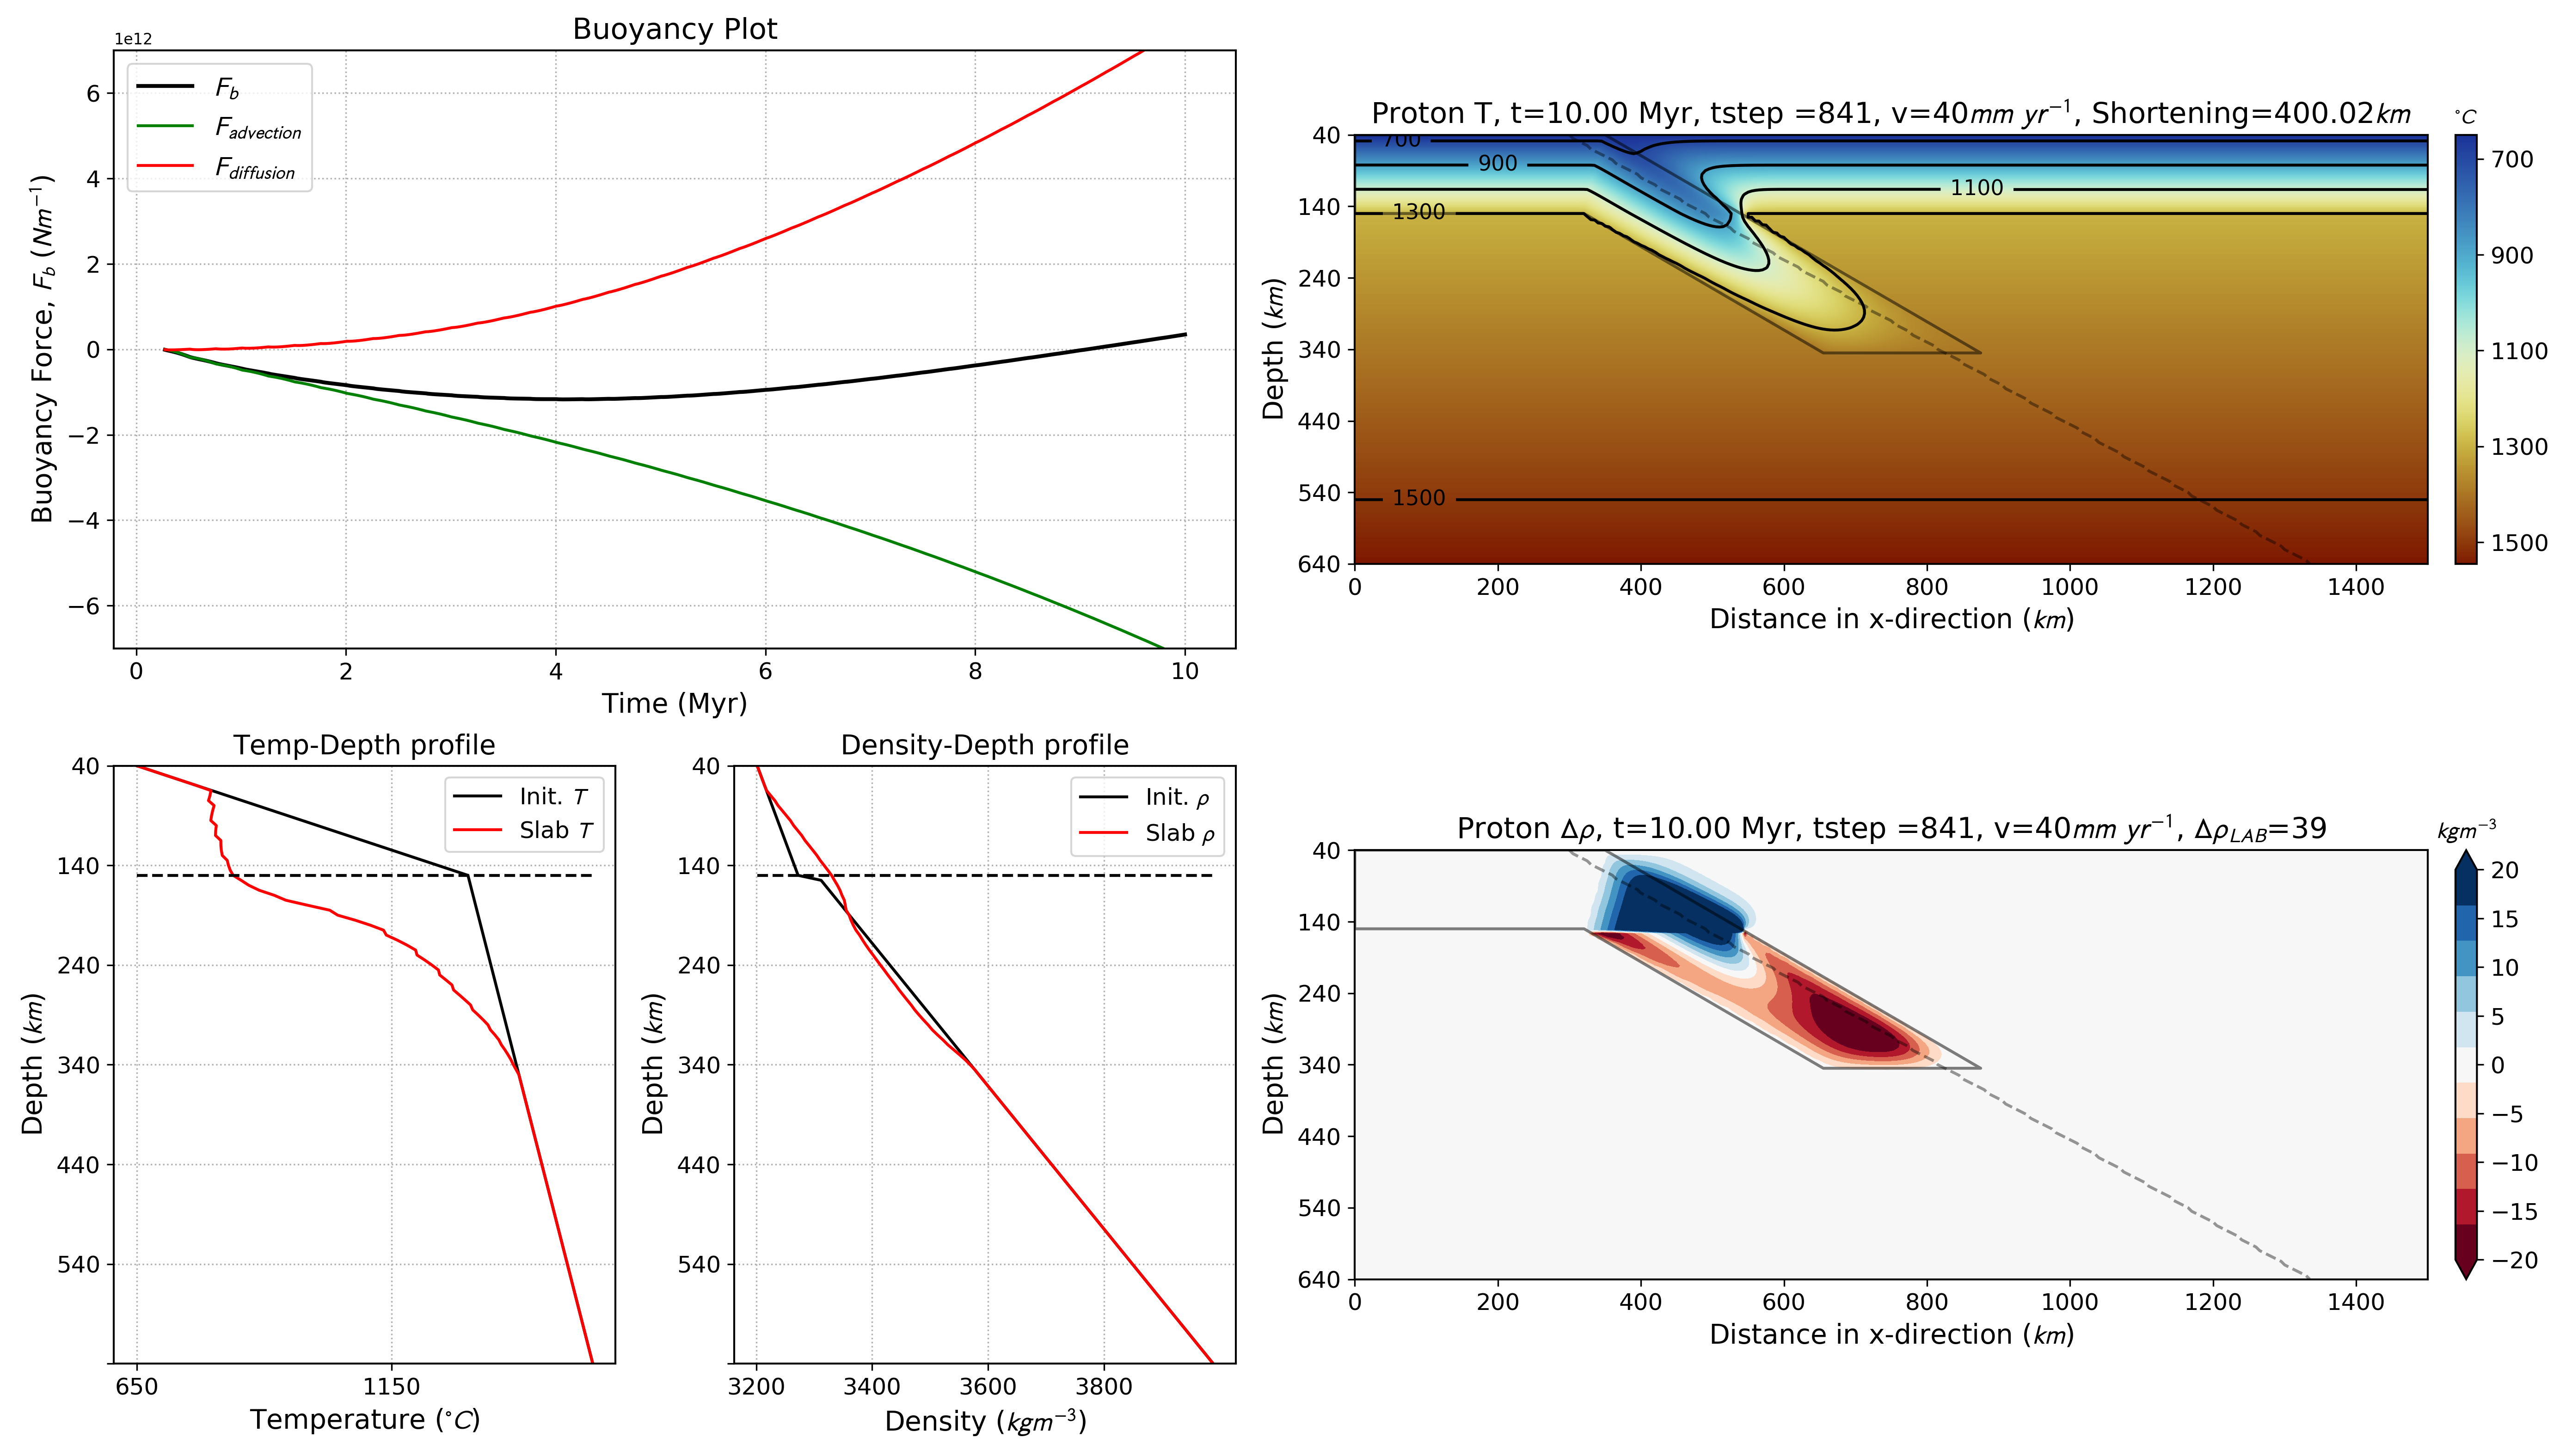 Buoyancy Plot
1e12
F_b
F_advection
F_diffusion
6
4
2
0
−2
−4
−6
Buoyancy Force, F_b (Nm⁻¹)
0 2 4 6 8 10
Time (Myr)
Proton T, t=10.00 Myr, tstep =841, v=40mm yr⁻¹, Shortening=400.02km
°C
40
140
240
340
440
540
640
Depth (km)
700
900
1100
1300
1500
0 200 400 600 800 1000 1200 1400
Distance in x-direction (km)
700
900
1100
1300
1500
Temp-Depth profile
Init. T
Slab T
40
140
240
340
440
540
Depth (km)
650 1150
Temperature (°C)
Density-Depth profile
Init. ρ
Slab ρ
40
140
240
340
440
540
Depth (km)
3200 3400 3600 3800
Density (kgm⁻³)
Proton Δρ, t=10.00 Myr, tstep =841, v=40mm yr⁻¹, Δρ_LAB=39
kgm⁻³
40
140
240
340
440
540
640
Depth (km)
0 200 400 600 800 1000 1200 1400
Distance in x-direction (km)
20
15
10
5
0
−5
−10
−15
−20